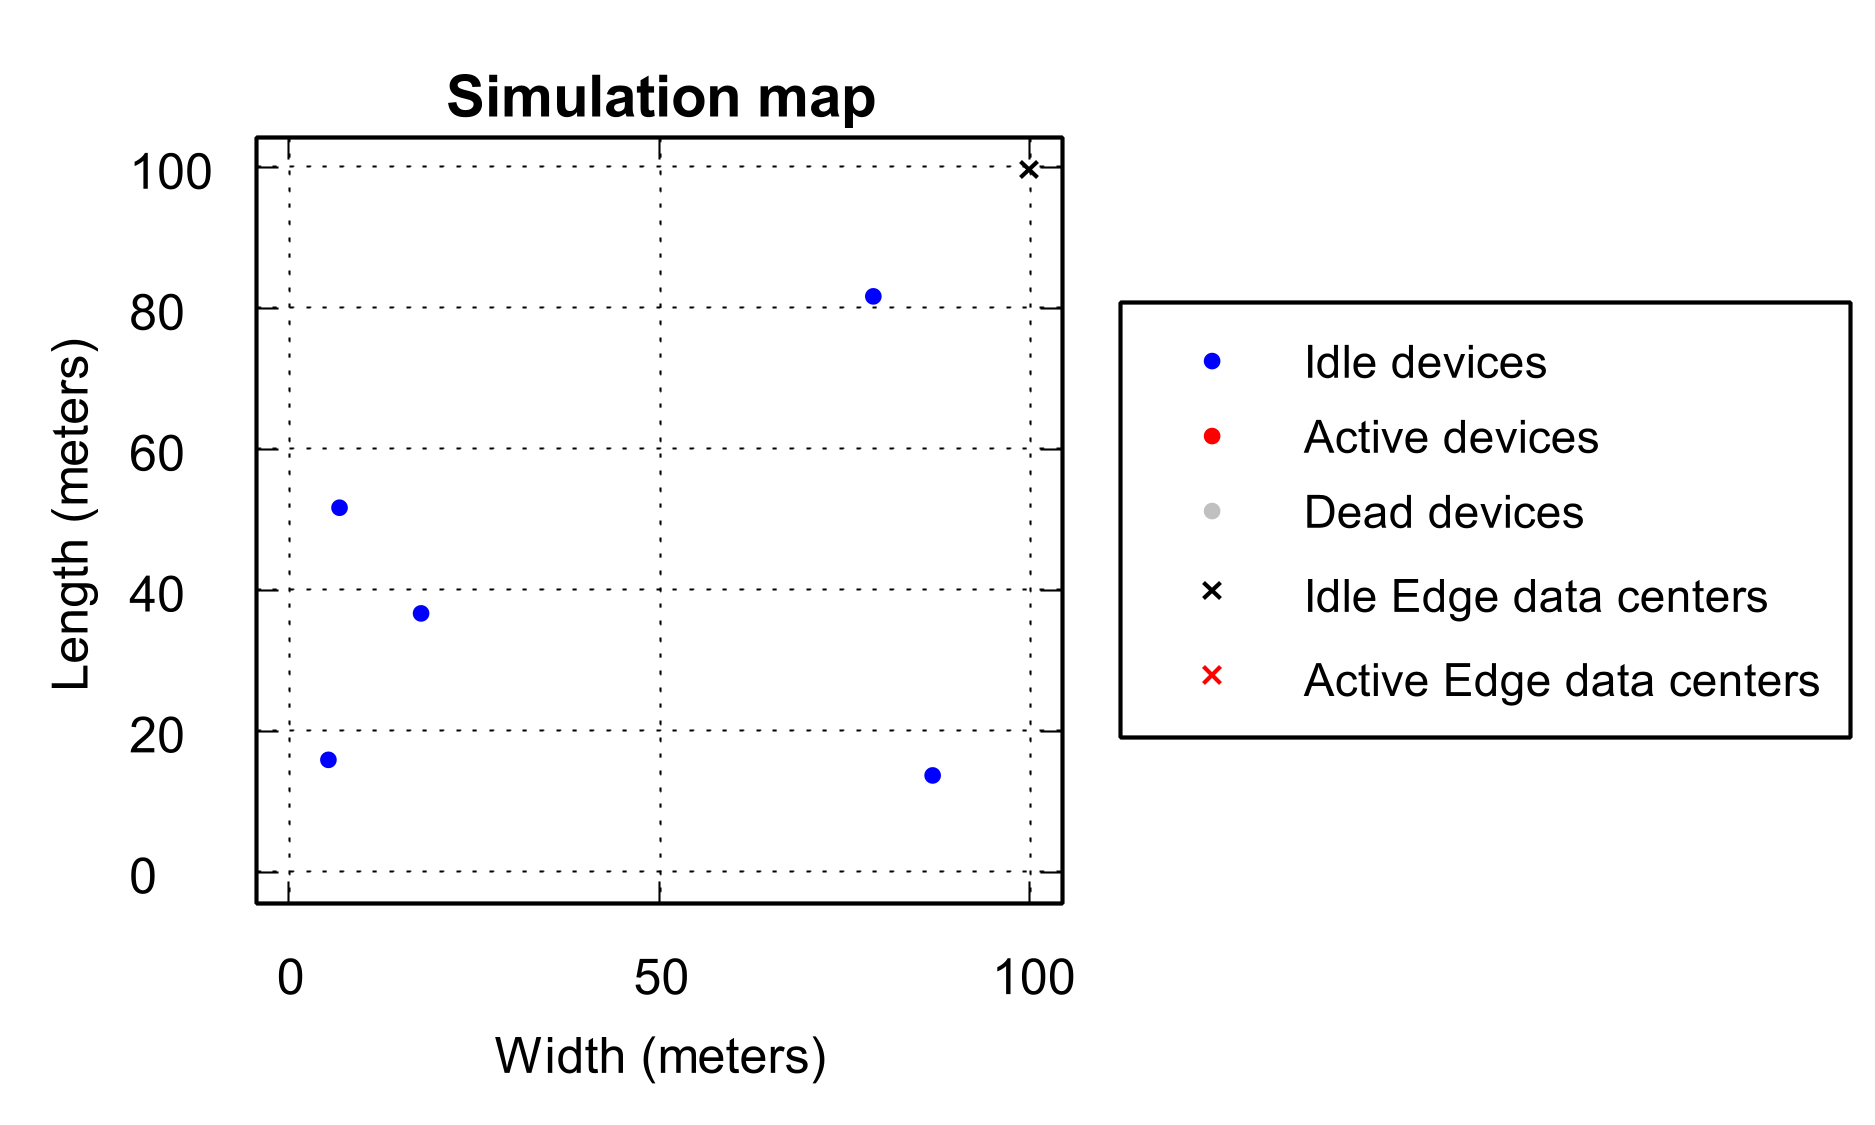 Simulation map
100
80
60
40
20
0
Length (meters)
0 50 100
Width (meters)
Idle devices
Active devices
Dead devices
Idle Edge data centers
Active Edge data centers